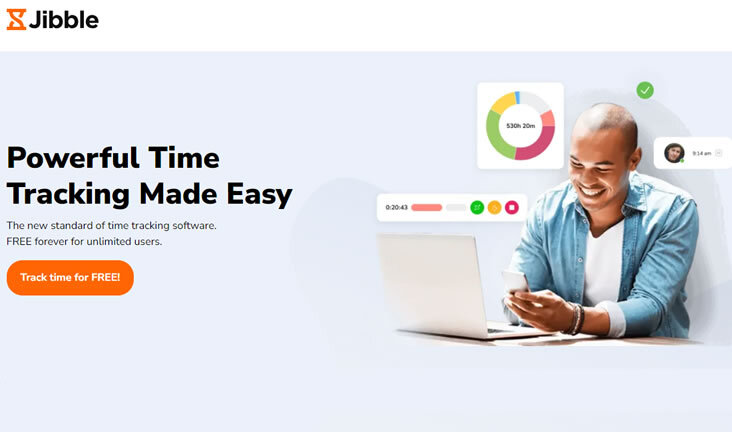 Jibble
Powerful Time
Tracking Made Easy
The new standard of time tracking software.
FREE forever for unlimited users.
Track time for FREE!
530h 20m
9:14 am
0:20:43